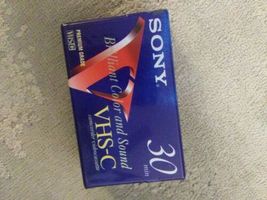 SONY
Brilliant Color and Sound
VHS-C
30
min
PREMIUM GRADE